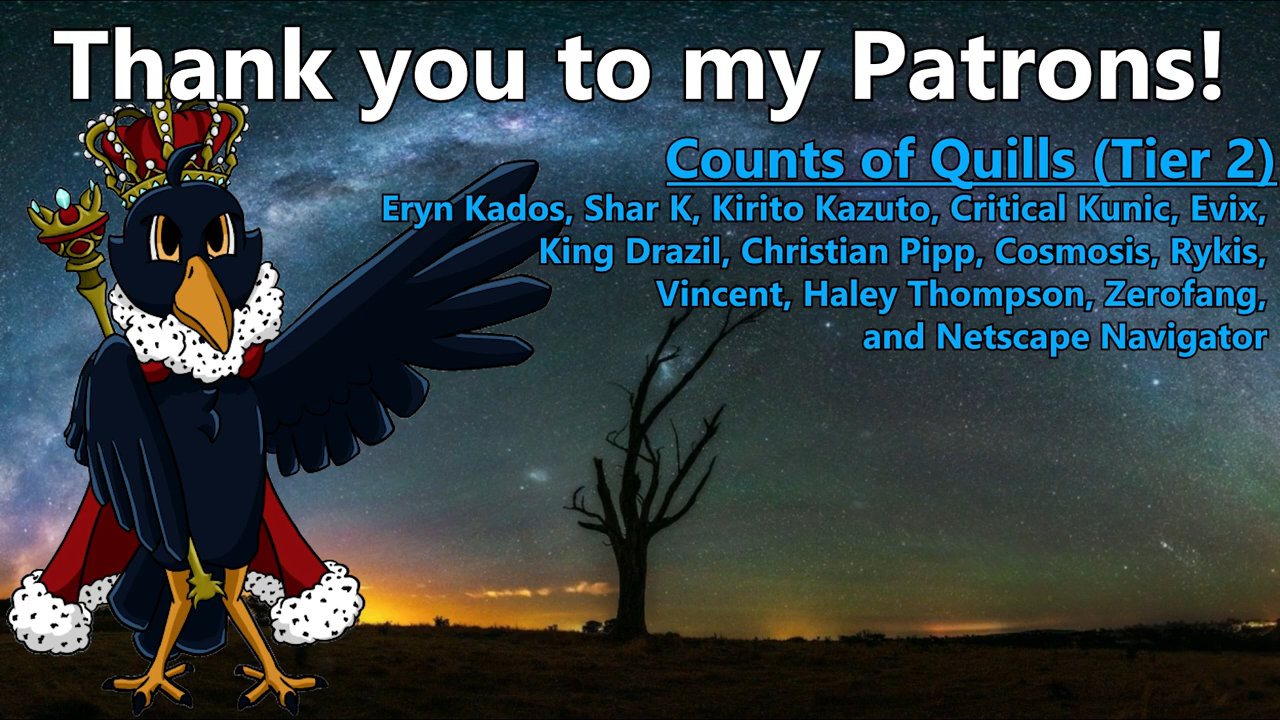 Thank you to my Patrons!
Counts of Quills (Tier 2)
Eryn Kados, Shar K, Kirito Kazuto, Critical Kunic, Evix,
King Drazil, Christian Pipp, Cosmosis, Rykis,
Vincent, Haley Thompson, Zerofang,
and Netscape Navigator